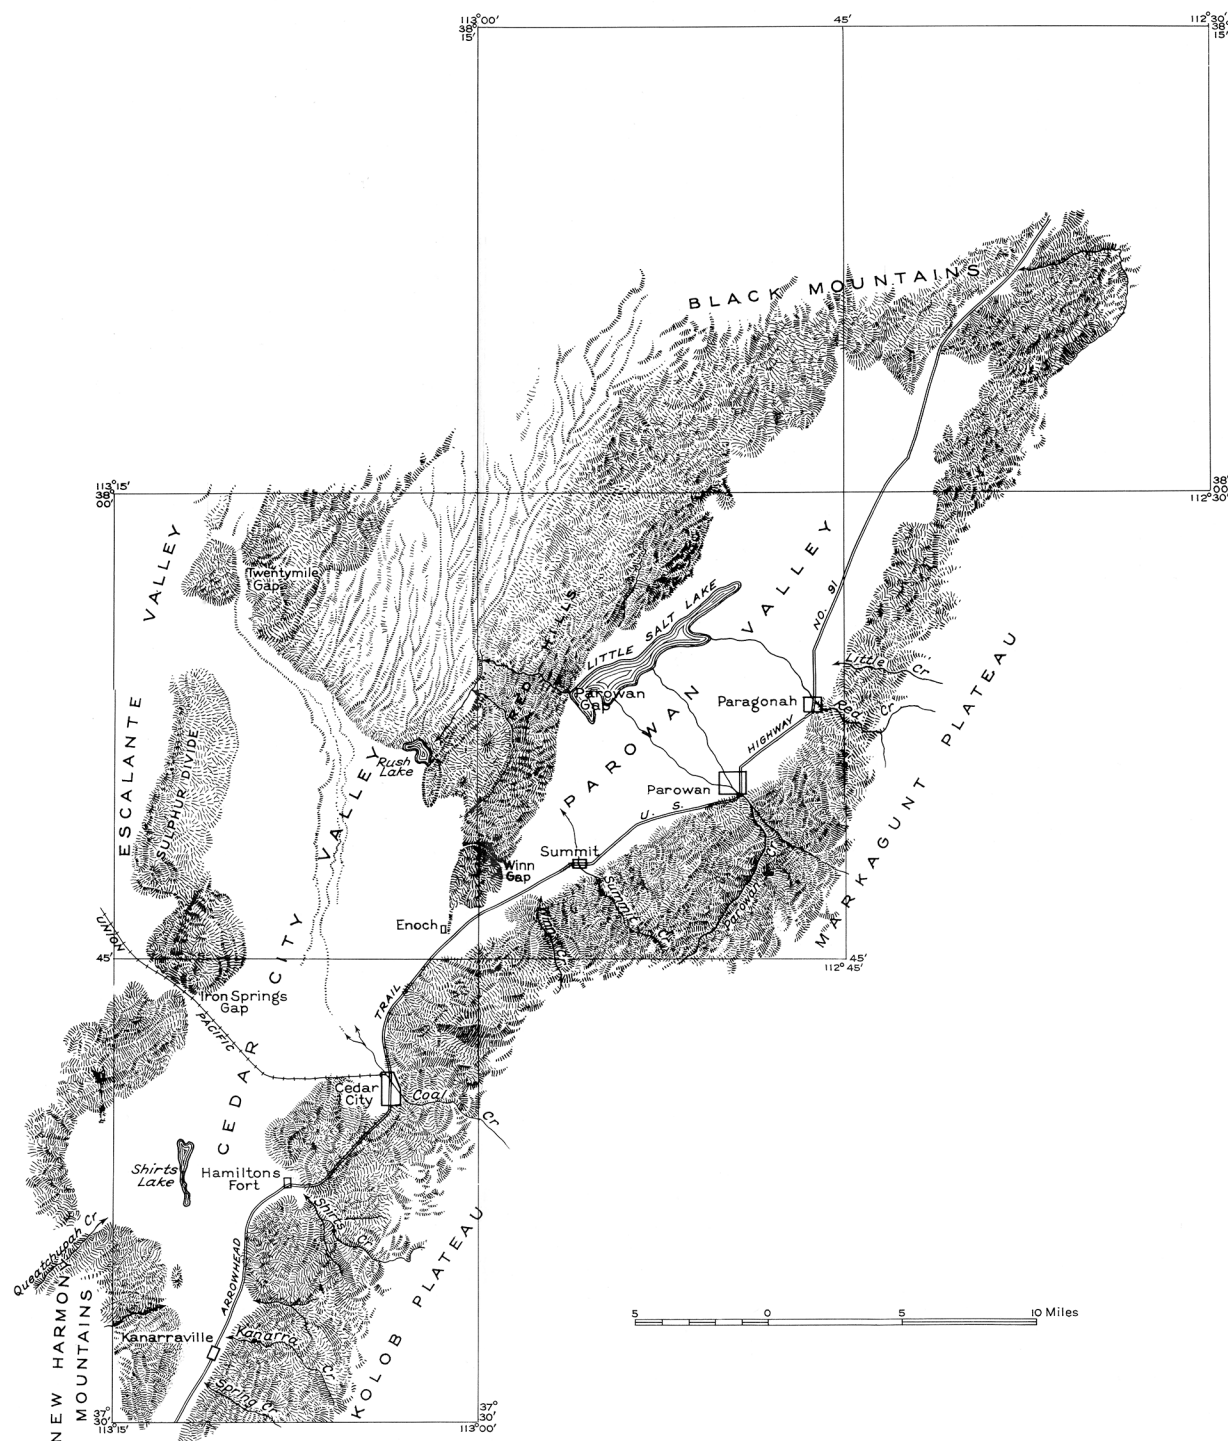 113°00'
45'
112°30'
38°
15'
38°
15'
BLACK MOUNTAINS
113°15'
38°
00'
38°
00'
112°30'
VALLEY
Twentymile
Gap
RED HILLS
LITTLE SALT LAKE
VALLEY
NO. 91
Little Cr
Parowan
Gap
Paragonah
Red Cr
MARKAGUNT PLATEAU
ESCALANTE
SULPHUR DIVIDE
Rush
Lake
VALLEY
PAROWAN
HIGHWAY
Parowan
U. S.
Summit
Winn
Gap
Summit Cr
Parowan Cr
Enoch
UNION
CITY
45'
112°45'
Iron Springs
Gap
PACIFIC
TRAIL
CEDAR
Cedar
City
Coal Cr
Shirts
Lake
Hamiltons
Fort
Shirts Cr
Queatchupah Cr
ARROWHEAD
KOLOB PLATEAU
NEW HARMONY
MOUNTAINS
Kanarraville
Kanarra Cr
Spring Cr
5 0 5 10 Miles
37°
30'
113°15'
37°
30'
113°00'